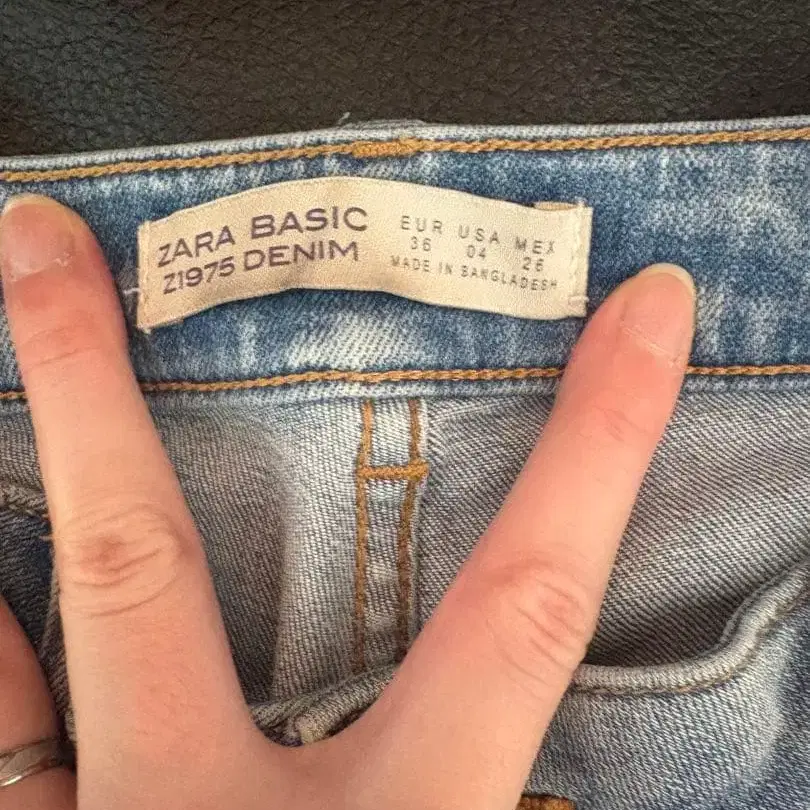 ZARA BASIC
Z1975 DENIM
EUR USA MEX
36 04 26
MADE IN BANGLADESH